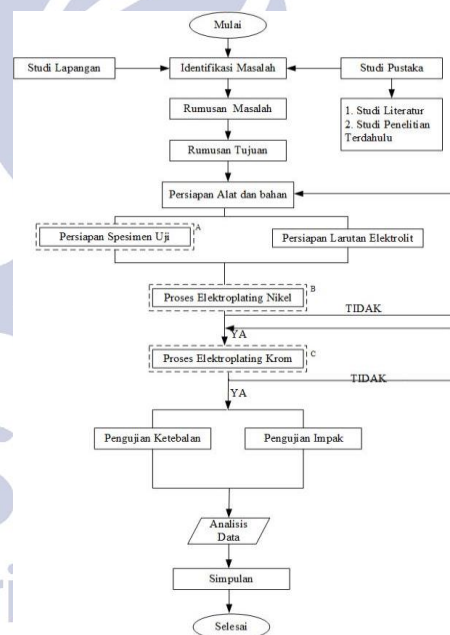 Mulai
Studi Lapangan
Identifikasi Masalah
Studi Pustaka
Rumusan Masalah
1. Studi Literatur
2. Studi Penelitian
Terdahulu
Rumusan Tujuan
Persiapan Alat dan bahan
Persiapan Spesimen Uji
A
Persiapan Larutan Elektrolit
Proses Elektroplating Nikel
B
TIDAK
YA
Proses Elektroplating Krom
C
TIDAK
YA
Pengujian Ketebalan
Pengujian Impak
Analisis
Data
Simpulan
Selesai